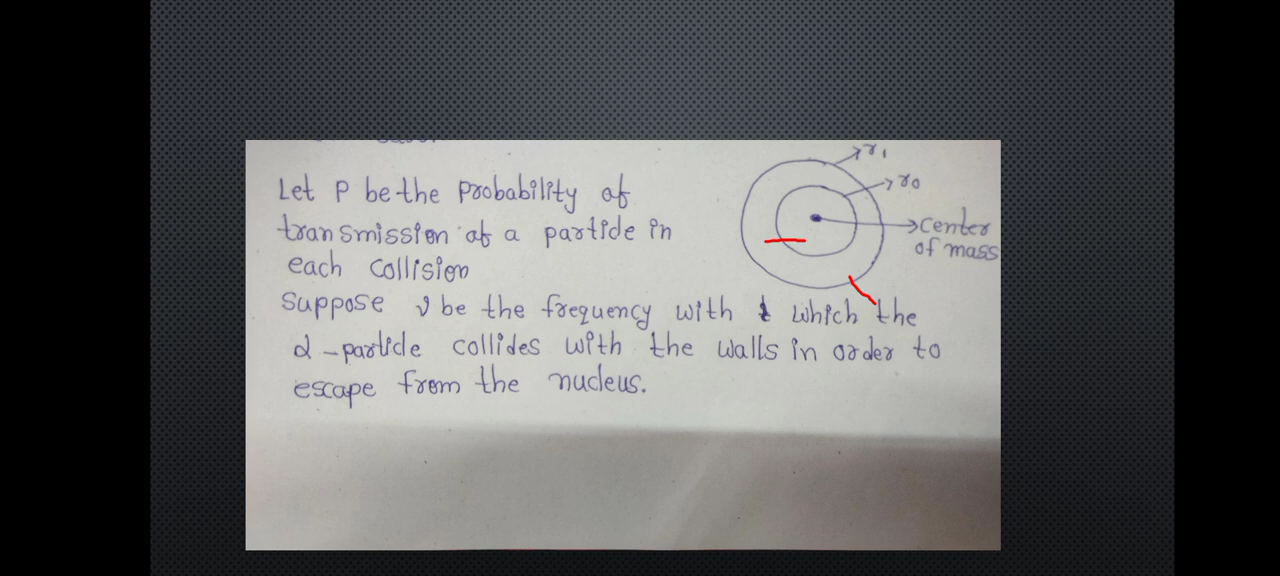 Let P be the probability of
transmission of a particle in
each collision
Suppose ν be the frequency with which the
α-particle collides with the walls in order to
escape from the nucleus.
r₁
r₀
center
of mass